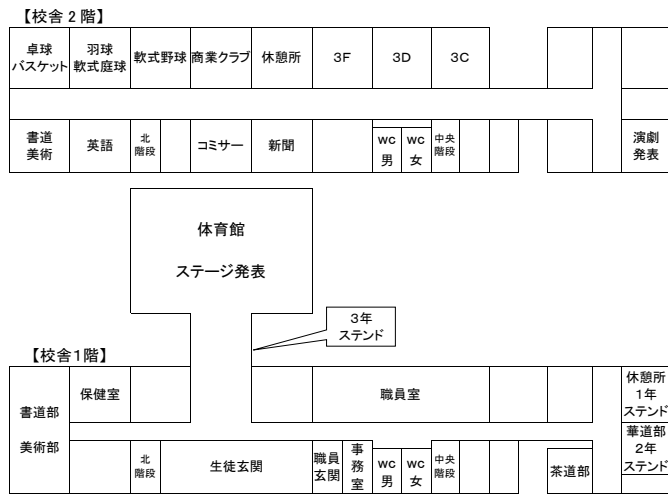 【校舎２階】
卓球
バスケット
羽球
軟式庭球
軟式野球
商業クラブ
休憩所
３Ｆ
３Ｄ
３Ｃ
書道
美術
英語
北
階段
コミサー
新聞
WC
男
WC
女
中央
階段
演劇
発表
体育館
ステージ発表
３年
ステンド
【校舎１階】
書道部
美術部
保健室
職員室
休憩所
１年
ステンド
華道部
２年
ステンド
北
階段
生徒玄関
職員
玄関
事
務
室
WC
男
WC
女
中央
階段
茶道部